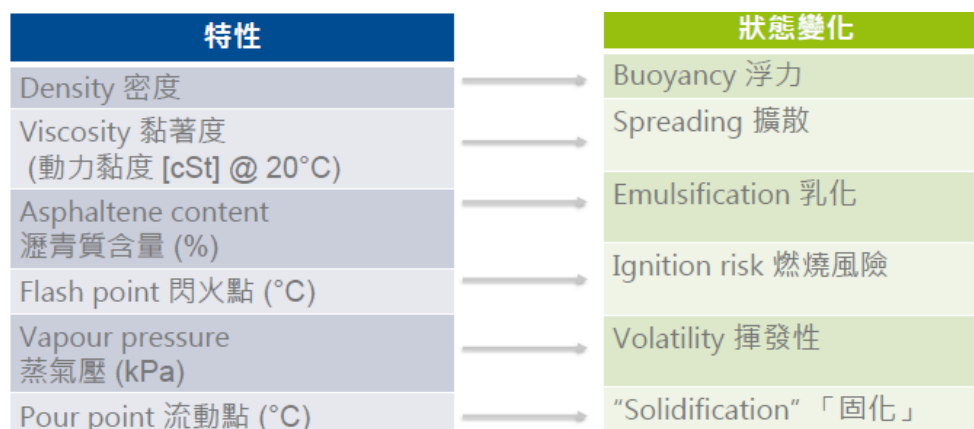 特性
狀態變化
Density 密度
Buoyancy 浮力
Viscosity 黏著度
(動力黏度 [cSt] @ 20°C)
Spreading 擴散
Asphaltene content
瀝青質含量 (%)
Emulsification 乳化
Flash point 閃火點 (°C)
Ignition risk 燃燒風險
Vapour pressure
蒸氣壓 (kPa)
Volatility 揮發性
Pour point 流動點 (°C)
“Solidification” 「固化」